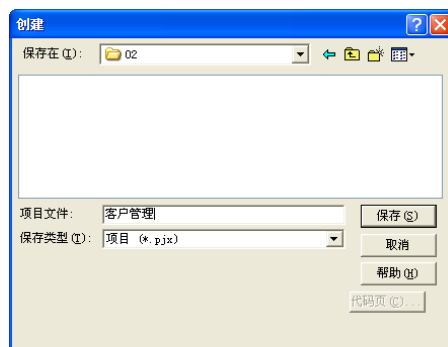 创建
保存在(I): 02
项目文件: 客户管理 保存(S)
保存类型(T): 项目 (*.pjx) 取消
帮助(H)
代码页(C)...